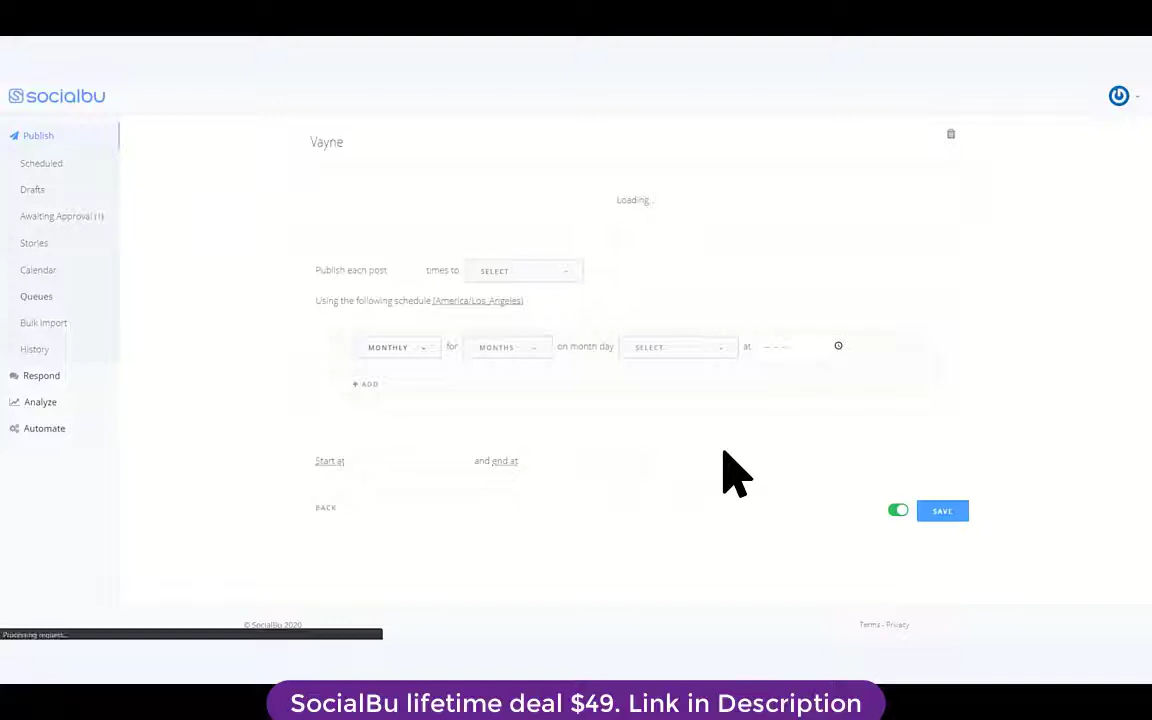 socialbu
Publish
Scheduled
Drafts
Awaiting Approval (1)
Stories
Calendar
Queues
Bulk Import
History
Respond
Analyze
Automate
Vayne
Loading...
Publish each post times to SELECT
Using the following schedule (America/Los_Angeles)
MONTHLY for MONTHS on month day SELECT at --:-- --
+ ADD
Start at and end at
BACK
SAVE
© SocialBu 2020
Terms - Privacy
Processing request...
SocialBu lifetime deal $49. Link in Description